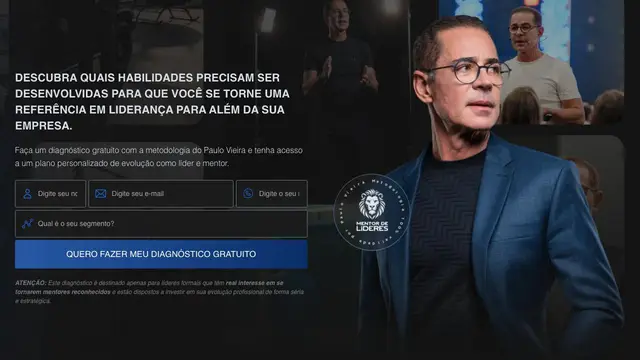 DESCUBRA QUAIS HABILIDADES PRECISAM SER
DESENVOLVIDAS PARA QUE VOCÊ SE TORNE UMA
REFERÊNCIA EM LIDERANÇA PARA ALÉM DA SUA
EMPRESA.
Faça um diagnóstico gratuito com a metodologia do Paulo Vieira e tenha acesso
a um plano personalizado de evolução como líder e mentor.
Digite seu
Digite seu e-mail
Digite o seu
Qual é o seu segmento?
QUERO FAZER MEU DIAGNÓSTICO GRATUITO
ATENÇÃO: Este diagnóstico é destinado apenas para líderes formais que têm real interesse em se
tornarem mentores reconhecidos e estão dispostos a investir em sua evolução profissional de forma séria
e estratégica.
MENTOR DE
LÍDERES